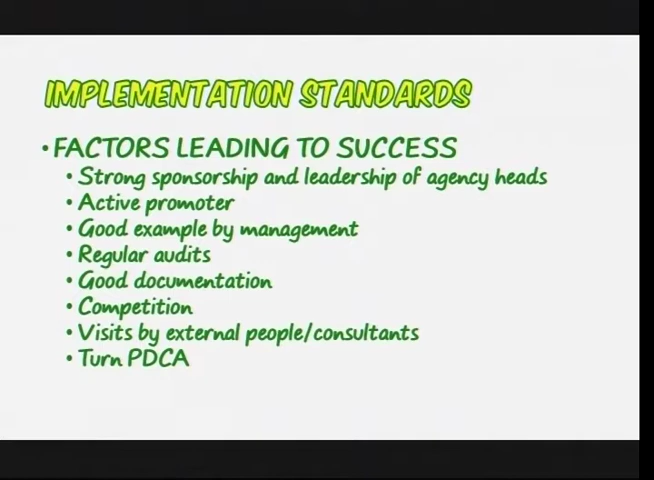 IMPLEMENTATION STANDARDS
• FACTORS LEADING TO SUCCESS
• Strong sponsorship and leadership of agency heads
• Active promoter
• Good example by management
• Regular audits
• Good documentation
• Competition
• Visits by external people/consultants
• Turn PDCA